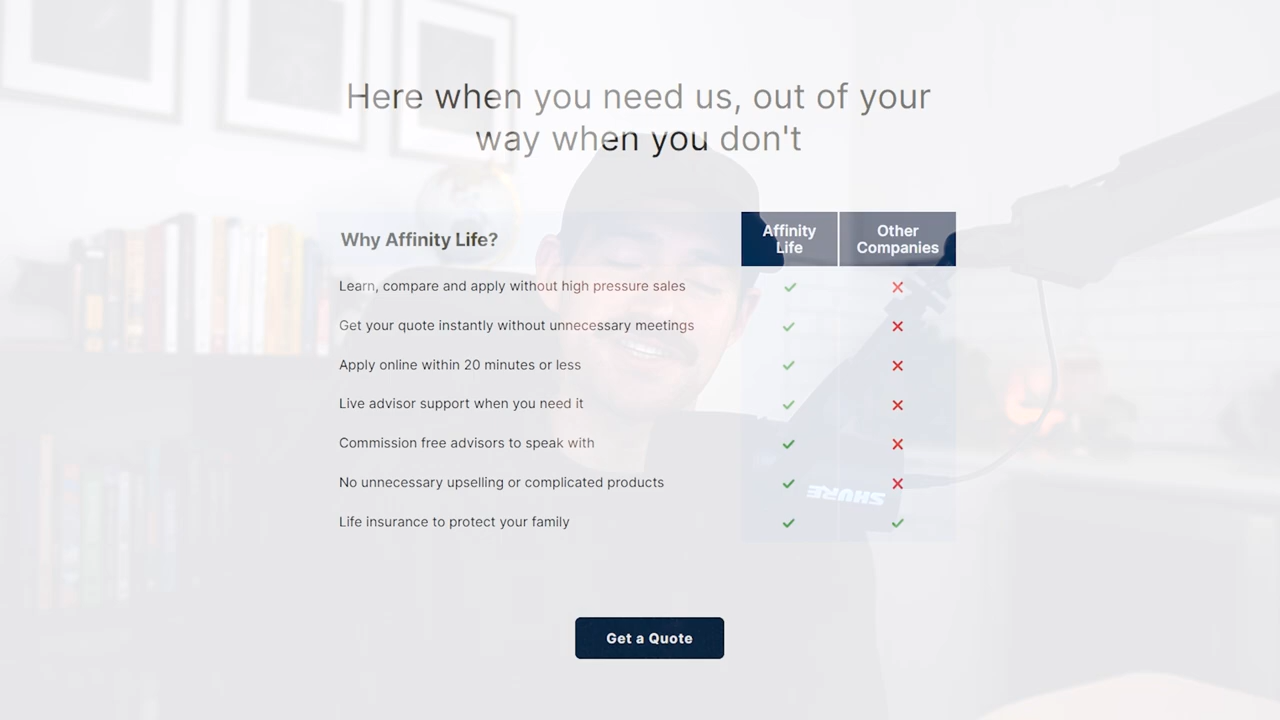 Here when you need us, out of your
way when you don't
Why Affinity Life?
Affinity
Life
Other
Companies
Learn, compare and apply without high pressure sales
Get your quote instantly without unnecessary meetings
Apply online within 20 minutes or less
Live advisor support when you need it
Commission free advisors to speak with
No unnecessary upselling or complicated products
SHURE
Life insurance to protect your family
Get a Quote